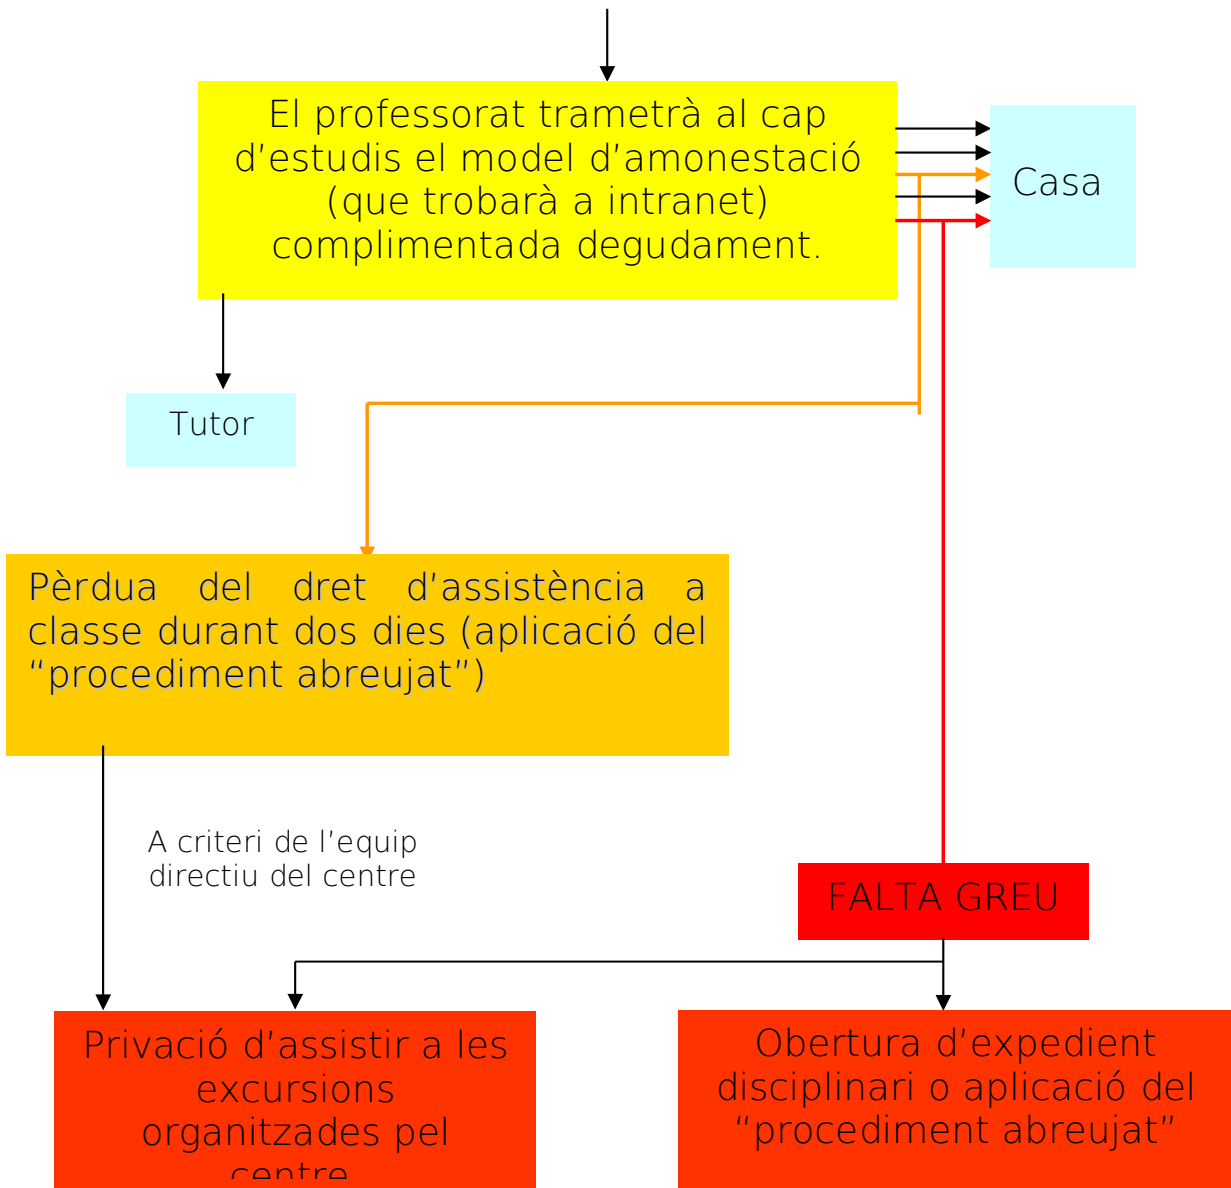 El professorat trametrà al cap
d’estudis el model d’amonestació
(que trobarà a intranet)
complimentada degudament.
Casa
Tutor
Pèrdua del dret d’assistència a
classe durant dos dies (aplicació del
“procediment abreujat”)
A criteri de l’equip
directiu del centre
FALTA GREU
Privació d’assistir a les
excursions
organitzades pel
centre
Obertura d’expedient
disciplinari o aplicació del
“procediment abreujat”